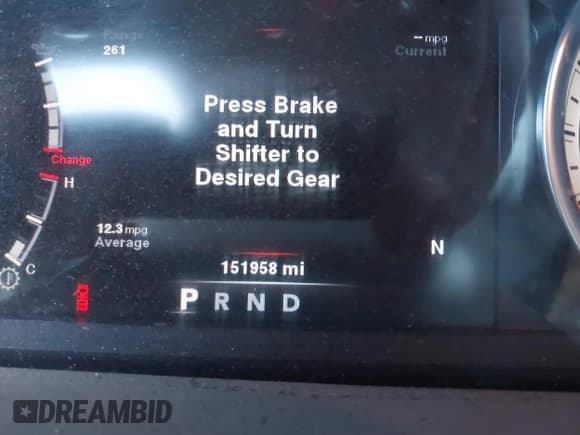 Range
261
-- mpg
Current
Press Brake
and Turn
Shifter to
Desired Gear
Change
H
12.3 mpg
Average
N
C
151958 mi
P R N D
DREAMBID